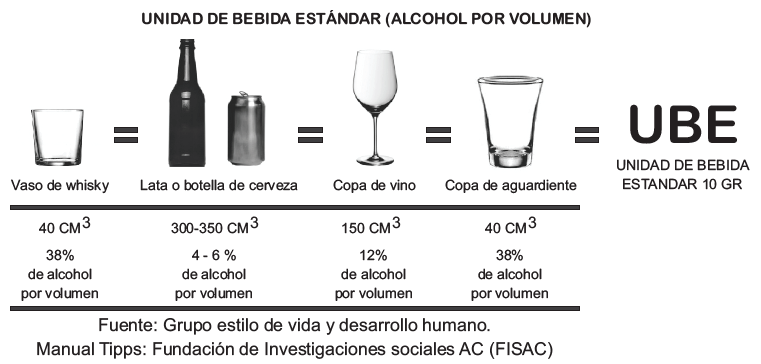 UNIDAD DE BEBIDA ESTÁNDAR (ALCOHOL POR VOLUMEN)
= = = = UBE
UNIDAD DE BEBIDA
ESTANDAR 10 GR
Vaso de whisky Lata o botella de cerveza Copa de vino Copa de aguardiente
40 CM³ 300-350 CM³ 150 CM³ 40 CM³
38% 4 - 6 % 12% 38%
de alcohol de alcohol de alcohol de alcohol
por volumen por volumen por volumen por volumen
Fuente: Grupo estilo de vida y desarrollo humano.
Manual Tipps: Fundación de Investigaciones sociales AC (FISAC)